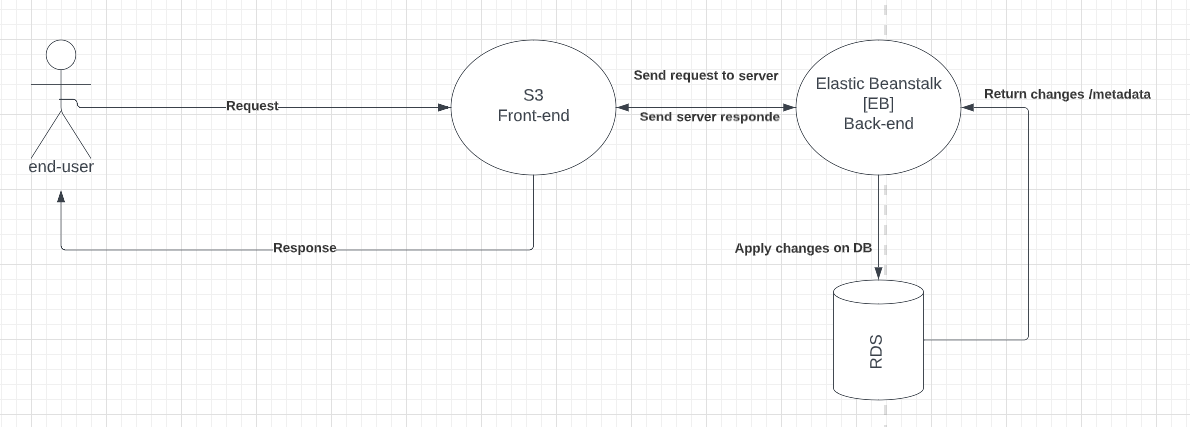 end-user
Request
S3
Front-end
Send request to server
Send server responde
Elastic Beanstalk
[EB]
Back-end
Return changes /metadata
Response
Apply changes on DB
RDS